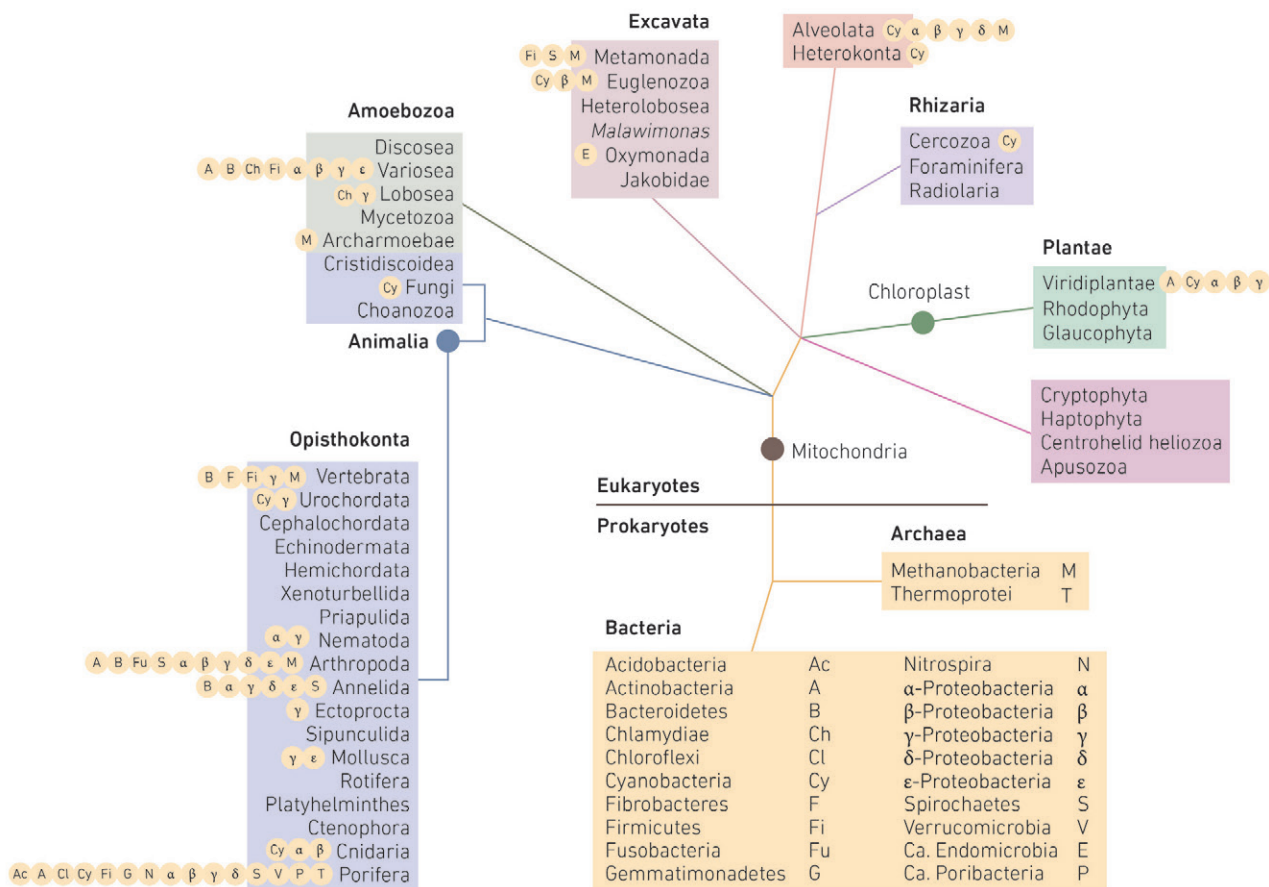 Excavata
Fi S M Metamonada
Cy β M Euglenozoa
Heterolobosea
Malawimonas
E Oxymonada
Jakobidae
Alveolata Cy α β γ δ M
Heterokonta Cy
Rhizaria
Cercozoa Cy
Foraminifera
Radiolaria
Amoebozoa
Discosea
A B Ch Fi α β γ ε Variosea
Ch γ Lobosea
Mycetozoa
M Archarmoebae
Cristidiscoidea
Cy Fungi
Choanozoa
Animalia
Plantae
Viridiplantae A Cy α β γ
Rhodophyta
Glaucophyta
Chloroplast
Cryptophyta
Haptophyta
Centrohelid heliozoa
Apusozoa
Mitochondria
Eukaryotes
Prokaryotes
Opisthokonta
B F Fi γ M Vertebrata
Cy γ Urochordata
Cephalochordata
Echinodermata
Hemichordata
Xenoturbellida
Priapulida
α γ Nematoda
A B Fu S α β γ δ ε M Arthropoda
B α γ δ ε S Annelida
γ Ectoprocta
Sipunculida
γ ε Mollusca
Rotifera
Platyhelminthes
Ctenophora
Cy α β Cnidaria
Ac A Cl Cy Fi G N α β γ δ S V P T Porifera
Archaea
Methanobacteria M
Thermoprotei T
Bacteria
Acidobacteria Ac Nitrospira N
Actinobacteria A α-Proteobacteria α
Bacteroidetes B β-Proteobacteria β
Chlamydiae Ch γ-Proteobacteria γ
Chloroflexi Cl δ-Proteobacteria δ
Cyanobacteria Cy ε-Proteobacteria ε
Fibrobacteres F Spirochaetes S
Firmicutes Fi Verrucomicrobia V
Fusobacteria Fu Ca. Endomicrobia E
Gemmatimonadetes G Ca. Poribacteria P